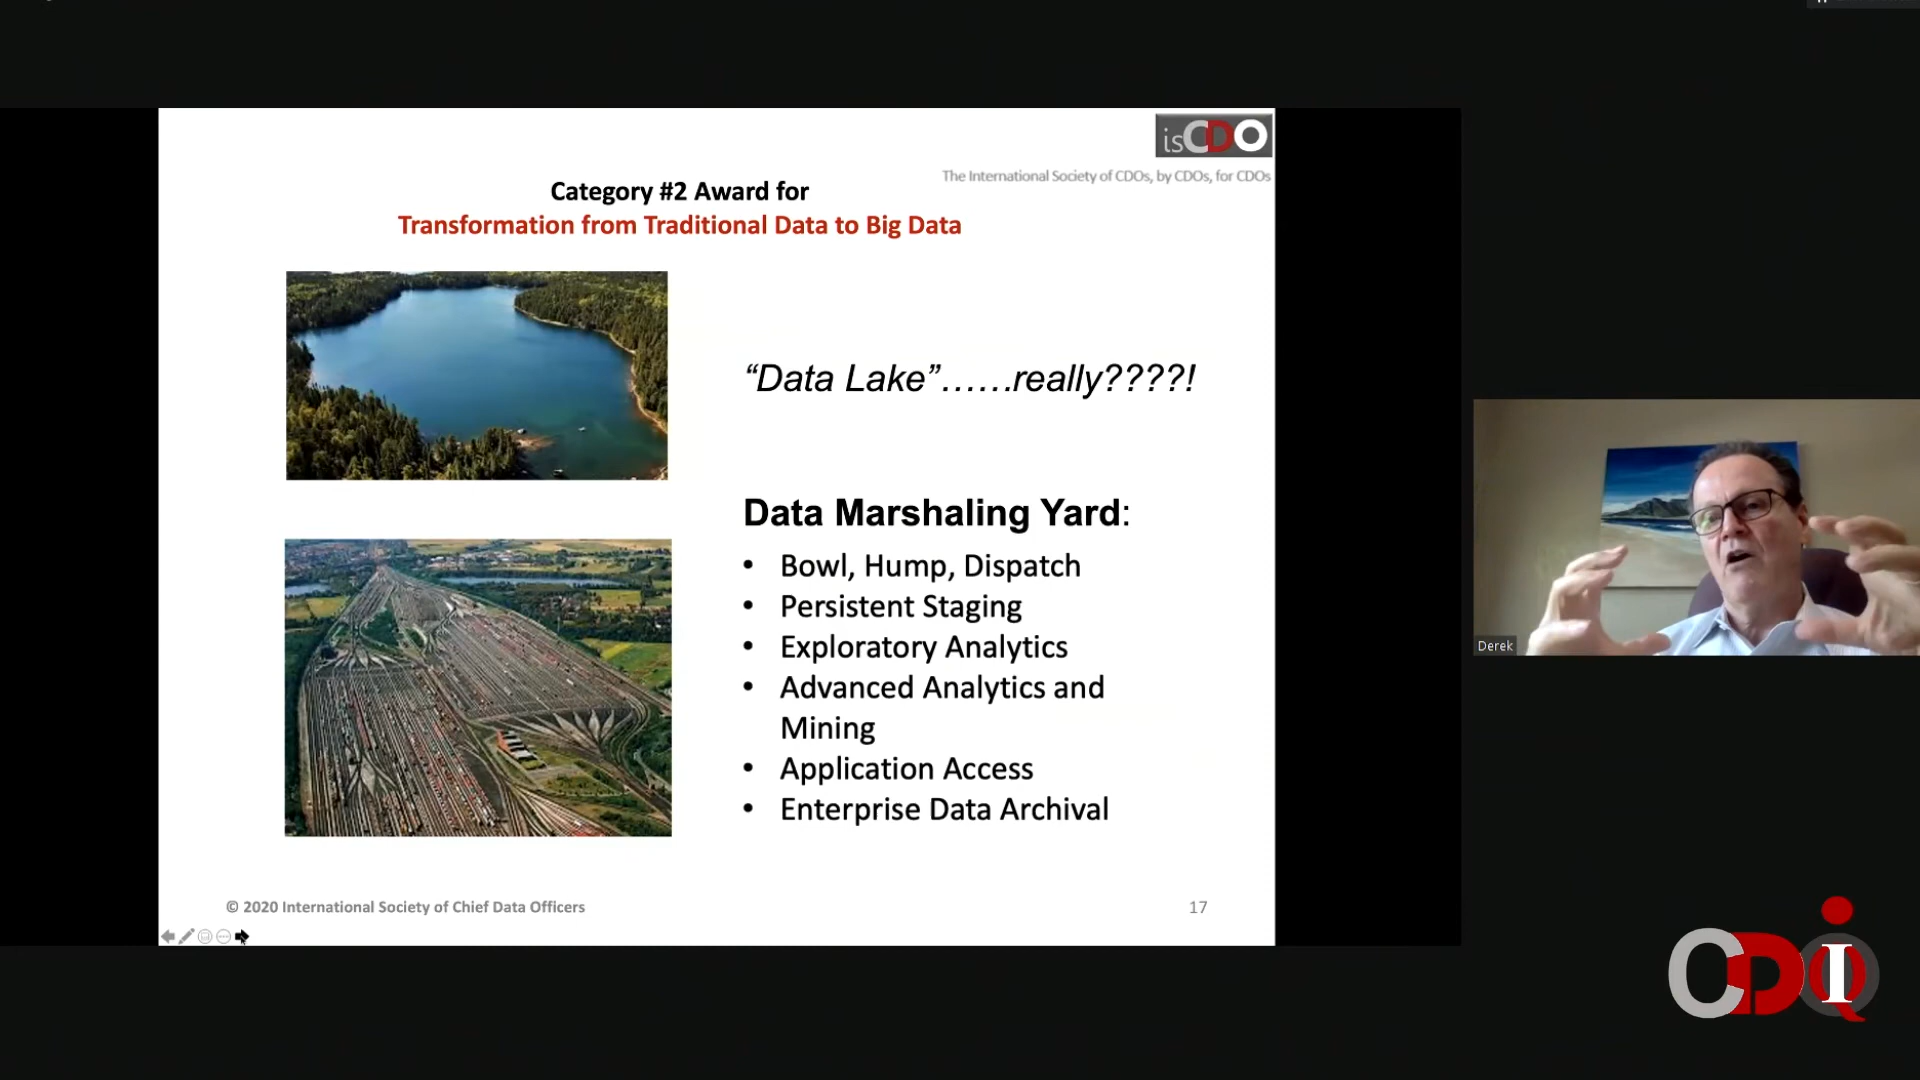 isCDO
The International Society of CDOs, by CDOs, for CDOs
Category #2 Award for
Transformation from Traditional Data to Big Data
“Data Lake”……really????!
Data Marshaling Yard:
• Bowl, Hump, Dispatch
• Persistent Staging
• Exploratory Analytics
• Advanced Analytics and
Mining
• Application Access
• Enterprise Data Archival
© 2020 International Society of Chief Data Officers
17
Derek
CDIQ